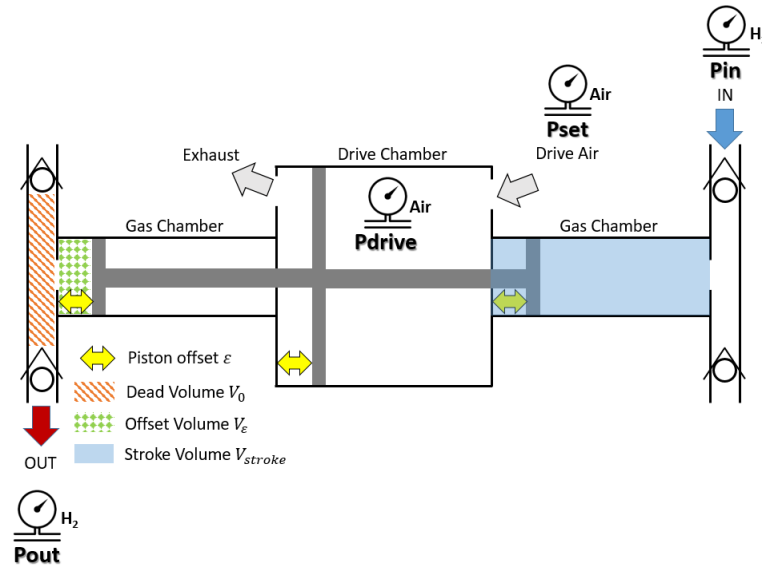 H
Pin
IN
Air
Pset
Drive Air
Exhaust
Drive Chamber
Air
Pdrive
Gas Chamber
Gas Chamber
Piston offset ε
Dead Volume V₀
Offset Volume Vε
Stroke Volume Vstroke
OUT
H₂
Pout